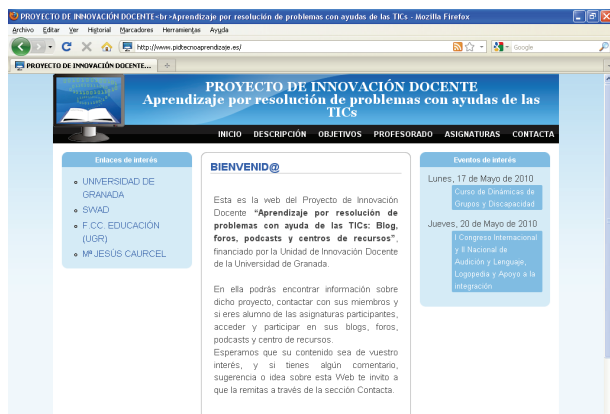 PROYECTO DE INNOVACIÓN DOCENTE<br>Aprendizaje por resolución de problemas con ayudas de las TICs - Mozilla Firefox
Archivo Editar Ver Historial Marcadores Herramientas Ayuda
http://www.pidtecnoaprendizaje.es/
Google
PROYECTO DE INNOVACIÓN DOCENTE...
PROYECTO DE INNOVACIÓN DOCENTE
Aprendizaje por resolución de problemas con ayudas de las
TICs
INICIO DESCRIPCIÓN OBJETIVOS PROFESORADO ASIGNATURAS CONTACTA
Enlaces de interés
UNIVERSIDAD DE
GRANADA
SWAD
F.CC. EDUCACIÓN
(UGR)
Mª JESÚS CAURCEL
BIENVENID@
Esta es la web del Proyecto de Innovación
Docente "Aprendizaje por resolución de
problemas con ayuda de las TICs: Blog,
foros, podcasts y centros de recursos",
financiado por la Unidad de Innovación Docente
de la Universidad de Granada.
En ella podrás encontrar información sobre
dicho proyecto, contactar con sus miembros y
si eres alumno de las asignaturas participantes,
acceder y participar en sus blogs, foros,
podcasts y centro de recursos.
Esperamos que su contenido sea de vuestro
interés, y si tienes algún comentario,
sugerencia o idea sobre esta Web te invito a
que la remitas a través de la sección Contacta.
Eventos de interés
Lunes, 17 de Mayo de 2010
Curso de Dinámicas de
Grupos y Discapacidad
Jueves, 20 de Mayo de 2010
I Congreso Internacional
y II Nacional de
Audición y Lenguaje,
Logopedia y Apoyo a la
integración